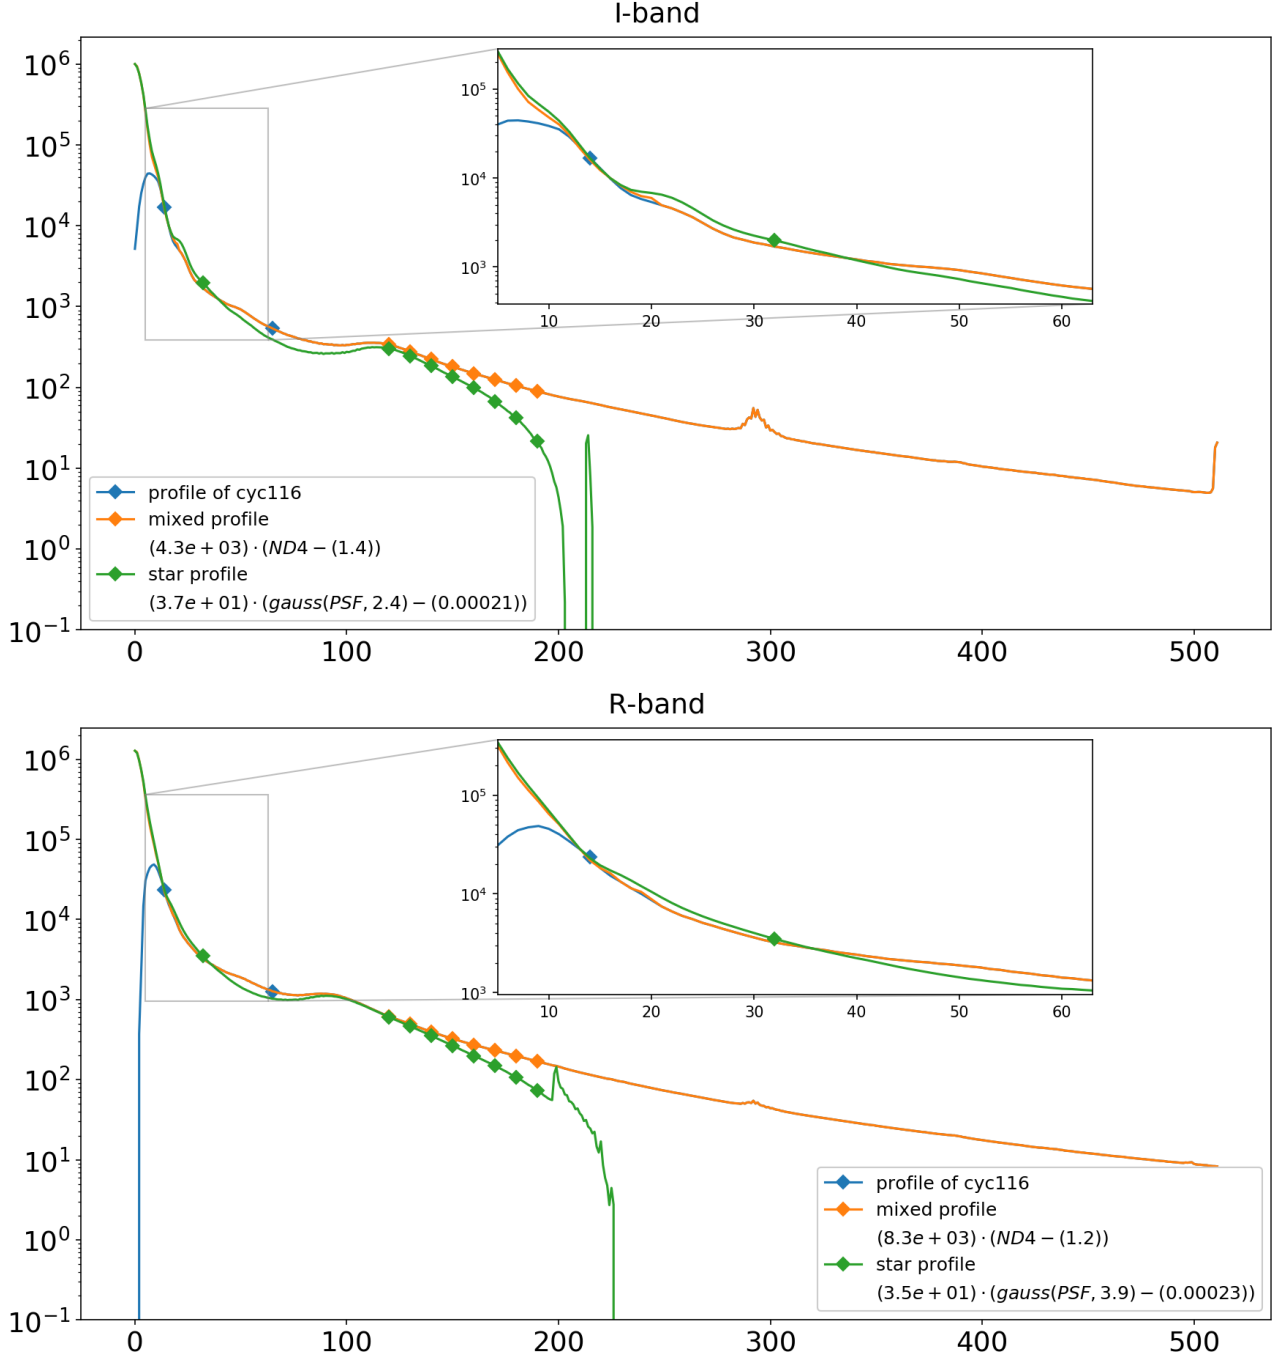 I-band
10^6
10^5
10^4
10^3
10^2
10^1
10^0
10^−1
0 100 200 300 400 500
10^5
10^4
10^3
10 20 30 40 50 60
profile of cyc116
mixed profile
(4.3e + 03) · (ND4 − (1.4))
star profile
(3.7e + 01) · (gauss(PSF, 2.4) − (0.00021))
R-band
10^6
10^5
10^4
10^3
10^2
10^1
10^0
10^−1
0 100 200 300 400 500
10^5
10^4
10^3
10 20 30 40 50 60
profile of cyc116
mixed profile
(8.3e + 03) · (ND4 − (1.2))
star profile
(3.5e + 01) · (gauss(PSF, 3.9) − (0.00023))